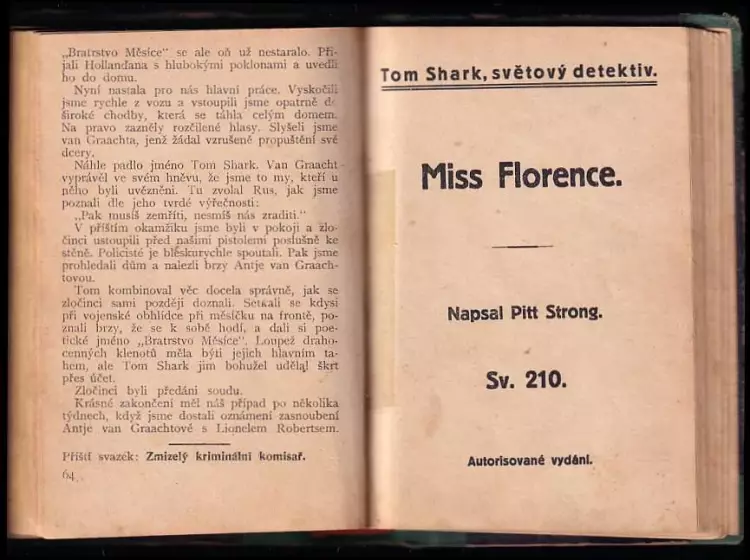 „Bratrstvo Měsíce" se ale oň už nestaralo. Při-
jali Hollanďana s hlubokými poklonami a uvedli
ho do domu.
Nyní nastala pro nás hlavní práce. Vyskočili
jsme rychle z vozu a vstoupili jsme opatrně do
široké chodby, která se táhla celým domem.
Na pravo zazněly rozčilené hlasy. Slyšeli jsme
van Graachta, jenž žádal vzrušeně propuštění své
dcery.
Náhle padlo jméno Tom Shark. Van Graacht
vyprávěl ve svém hněvu, že jsme to my, kteří u
něho byli uvězněni. Tu zvolal Rus, jak jsme
poznali dle jeho tvrdé výřečnosti:
„Pak musíš zemříti, nesmíš nás zraditi."
V příštím okamžiku jsme byli v pokoji a zlo-
činci ustoupili před našimi pistolemi poslušně ke
stěně. Policisté je bleskurychle spoutali. Pak jsme
prohledali dům a nalezli brzy Antje van Graach-
tovou.
Tom kombinoval věc docela správně, jak se
zločinci sami později doznali. Setkali se kdysi
při vojenské obhlídce při měsíčku na frontě, po-
znali brzy, že se k sobě hodí, a dali si poe-
tické jméno „Bratrstvo Měsíce". Loupež draho-
cenných klenotů měla býti jejich hlavním ta-
hem, ale Tom Shark jim bohužel udělal škrt
přes účet.
Zločinci byli předáni soudu.
Krásné zakončení měl náš případ po několika
týdnech, když jsme dostali oznámení zasnoubení
Antje van Graachtové s Lionelem Robertsem.
Příští svazek: Zmizelý kriminální komisař.
64
Tom Shark, světový detektiv.
Miss Florence.
Napsal Pitt Strong.
Sv. 210.
Autorisované vydání.